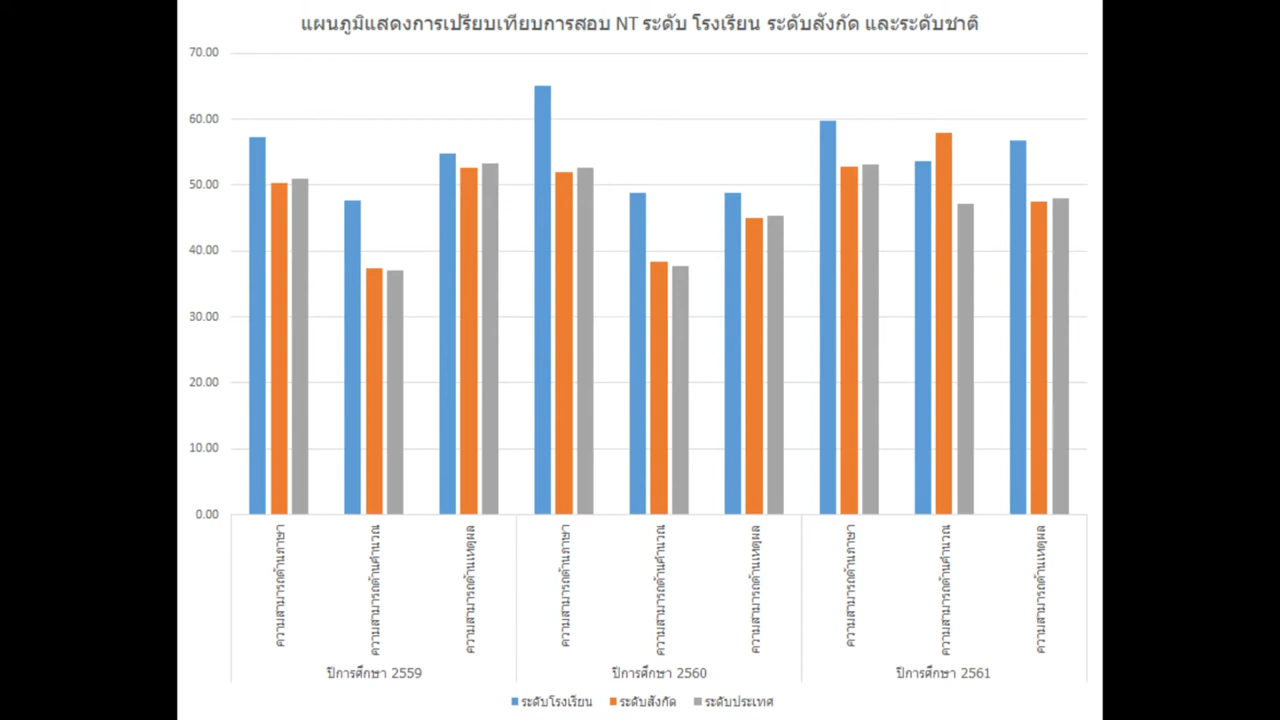 แผนภูมิแสดงการเปรียบเทียบการสอบ NT ระดับ โรงเรียน ระดับสังกัด และระดับชาติ
70.00
60.00
50.00
40.00
30.00
20.00
10.00
0.00
ความสามารถด้านภาษา
ความสามารถด้านคำนวณ
ความสามารถด้านเหตุผล
ความสามารถด้านภาษา
ความสามารถด้านคำนวณ
ความสามารถด้านเหตุผล
ความสามารถด้านภาษา
ความสามารถด้านคำนวณ
ความสามารถด้านเหตุผล
ปีการศึกษา 2559
ปีการศึกษา 2560
ปีการศึกษา 2561
ระดับโรงเรียน ระดับสังกัด ระดับประเทศ